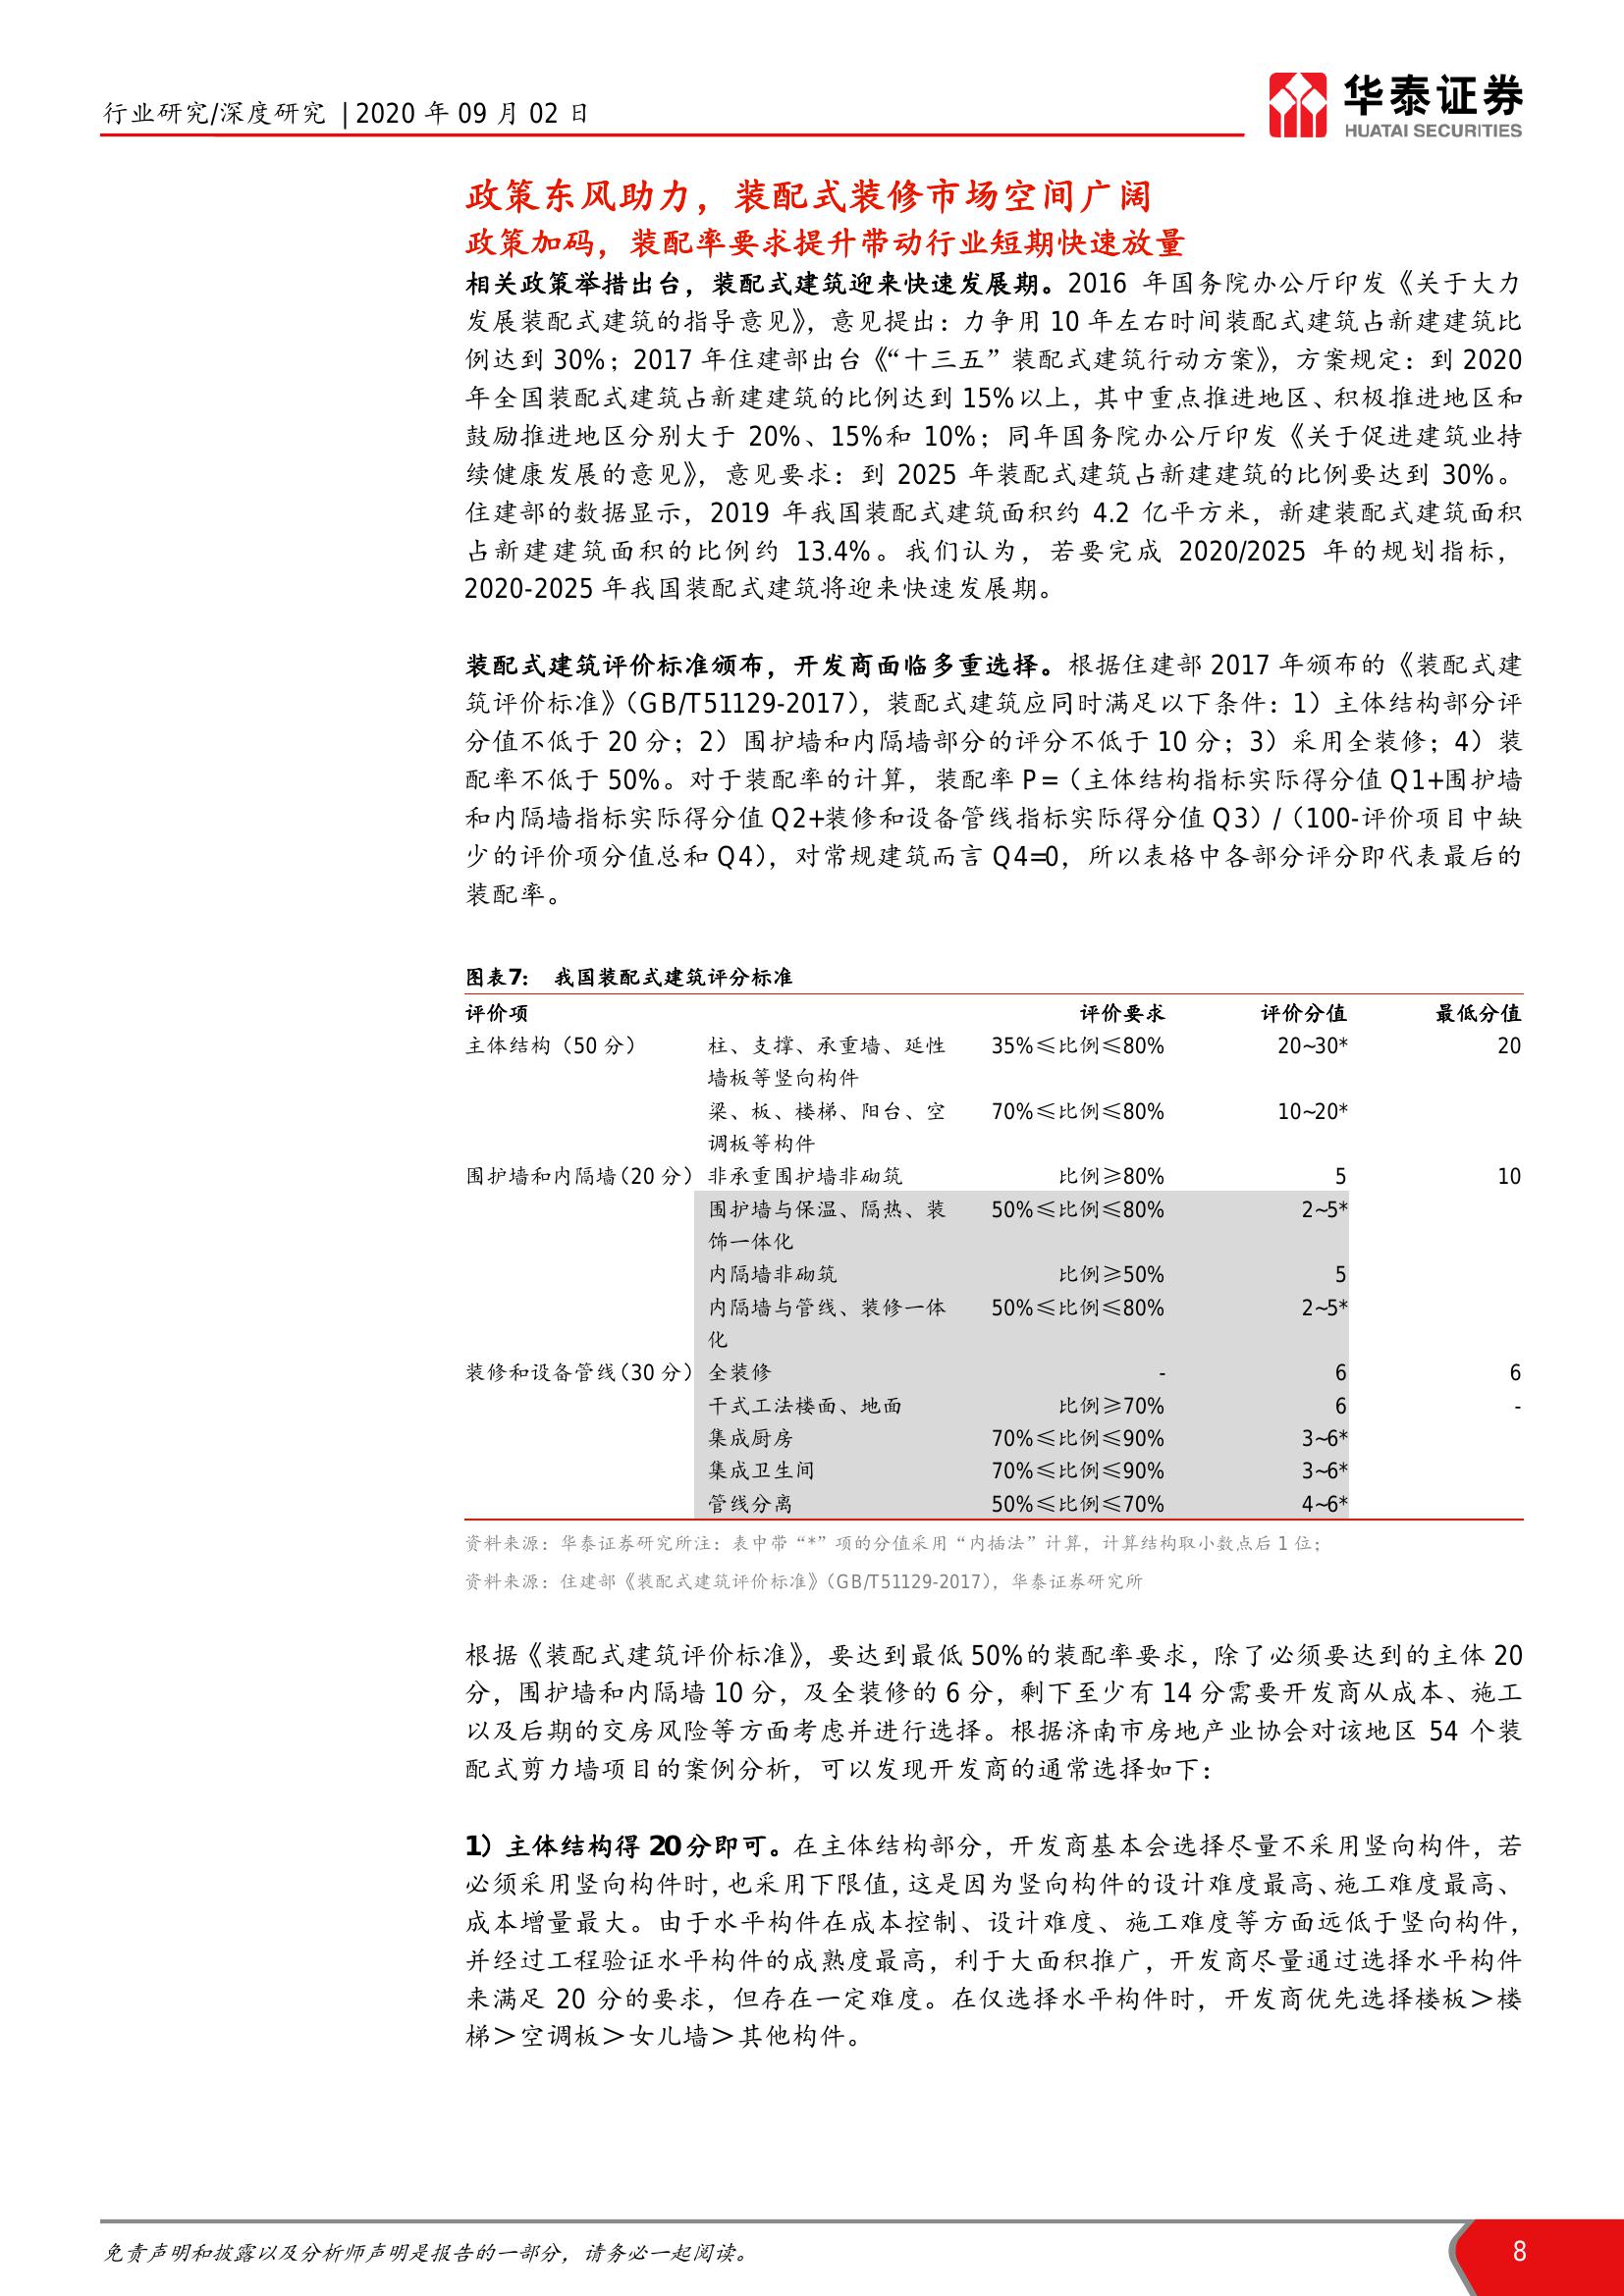 行业研究/深度研究 | 2020 年 09 月 02 日
华泰证券
HUATAI SECURITIES
政策东风助力，装配式装修市场空间广阔
政策加码，装配率要求提升带动行业短期快速放量
相关政策举措出台，装配式建筑迎来快速发展期。2016 年国务院办公厅印发《关于大力
发展装配式建筑的指导意见》，意见提出：力争用 10 年左右时间装配式建筑占新建建筑比
例达到 30%；2017 年住建部出台《“十三五”装配式建筑行动方案》，方案规定：到 2020
年全国装配式建筑占新建建筑的比例达到 15%以上，其中重点推进地区、积极推进地区和
鼓励推进地区分别大于 20%、15%和 10%；同年国务院办公厅印发《关于促进建筑业持
续健康发展的意见》，意见要求：到 2025 年装配式建筑占新建建筑的比例要达到 30%。
住建部的数据显示，2019 年我国装配式建筑面积约 4.2 亿平方米，新建装配式建筑面积
占新建建筑面积的比例约 13.4%。我们认为，若要完成 2020/2025 年的规划指标，
2020-2025 年我国装配式建筑将迎来快速发展期。
装配式建筑评价标准颁布，开发商面临多重选择。根据住建部 2017 年颁布的《装配式建
筑评价标准》（GB/T51129-2017），装配式建筑应同时满足以下条件：1）主体结构部分评
分值不低于 20 分；2）围护墙和内隔墙部分的评分不低于 10 分；3）采用全装修；4）装
配率不低于 50%。对于装配率的计算，装配率 P=（主体结构指标实际得分值 Q1+围护墙
和内隔墙指标实际得分值 Q2+装修和设备管线指标实际得分值 Q3）/（100-评价项目中缺
少的评价项分值总和 Q4），对常规建筑而言 Q4=0，所以表格中各部分评分即代表最后的
装配率。
图表7： 我国装配式建筑评分标准
评价项 评价要求 评价分值 最低分值
主体结构（50 分） 柱、支撑、承重墙、延性 35%≤比例≤80% 20~30* 20
墙板等竖向构件
梁、板、楼梯、阳台、空 70%≤比例≤80% 10~20*
调板等构件
围护墙和内隔墙（20 分） 非承重围护墙非砌筑 比例≥80% 5 10
围护墙与保温、隔热、装 50%≤比例≤80% 2~5*
饰一体化
内隔墙非砌筑 比例≥50% 5
内隔墙与管线、装修一体 50%≤比例≤80% 2~5*
化
装修和设备管线（30 分） 全装修 - 6 6
干式工法楼面、地面 比例≥70% 6 -
集成厨房 70%≤比例≤90% 3~6*
集成卫生间 70%≤比例≤90% 3~6*
管线分离 50%≤比例≤70% 4~6*
资料来源：华泰证券研究所注：表中带“*”项的分值采用“内插法”计算，计算结构取小数点后 1 位；
资料来源：住建部《装配式建筑评价标准》（GB/T51129-2017），华泰证券研究所
根据《装配式建筑评价标准》，要达到最低 50%的装配率要求，除了必须要达到的主体 20
分，围护墙和内隔墙 10 分，及全装修的 6 分，剩下至少有 14 分需要开发商从成本、施工
以及后期的交房风险等方面考虑并进行选择。根据济南市房地产业协会对该地区 54 个装
配式剪力墙项目的案例分析，可以发现开发商的通常选择如下：
1）主体结构得 20 分即可。在主体结构部分，开发商基本会选择尽量不采用竖向构件，若
必须采用竖向构件时，也采用下限值，这是因为竖向构件的设计难度最高、施工难度最高、
成本增量最大。由于水平构件在成本控制、设计难度、施工难度等方面远低于竖向构件，
并经过工程验证水平构件的成熟度最高，利于大面积推广，开发商尽量通过选择水平构件
来满足 20 分的要求，但存在一定难度。在仅选择水平构件时，开发商优先选择楼板＞楼
梯＞空调板＞女儿墙＞其他构件。
免责声明和披露以及分析师声明是报告的一部分，请务必一起阅读。
8